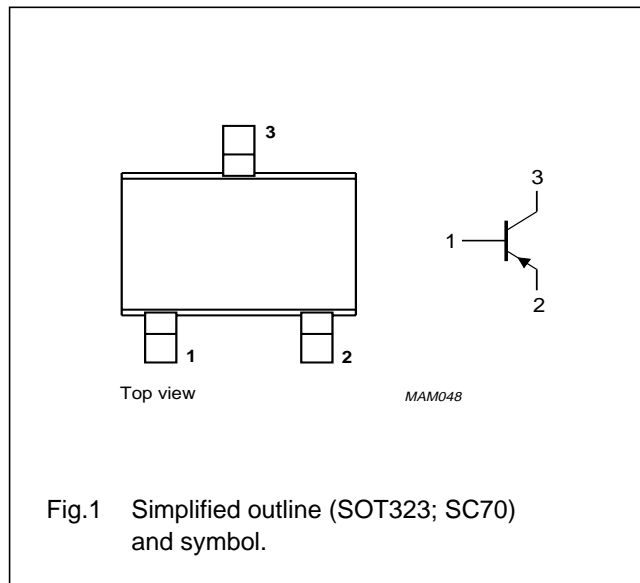 3
1
2
Top view
3
1
2
MAM048
Fig.1 Simplified outline (SOT323; SC70)
and symbol.